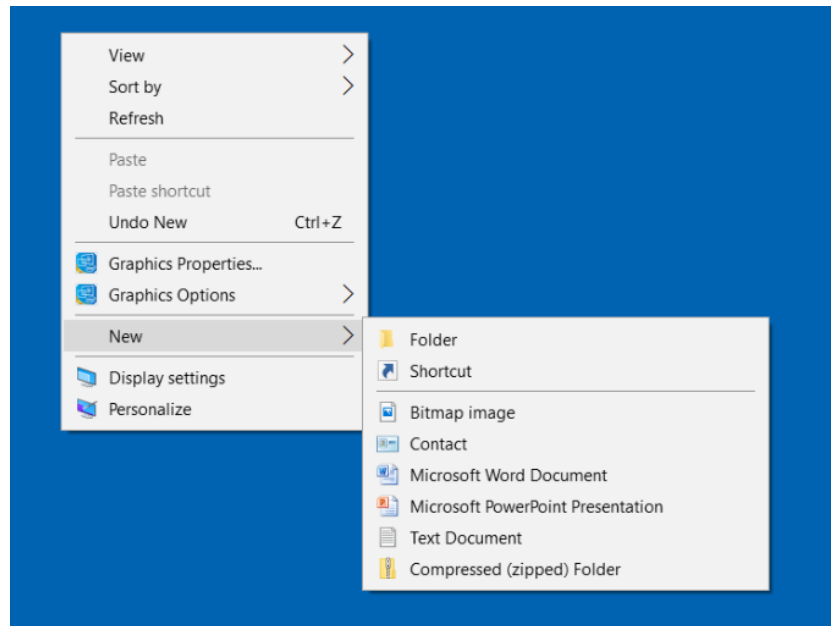 View
Sort by
Refresh
Paste
Paste shortcut
Undo New Ctrl+Z
Graphics Properties...
Graphics Options
New
Display settings
Personalize
Folder
Shortcut
Bitmap image
Contact
Microsoft Word Document
Microsoft PowerPoint Presentation
Text Document
Compressed (zipped) Folder